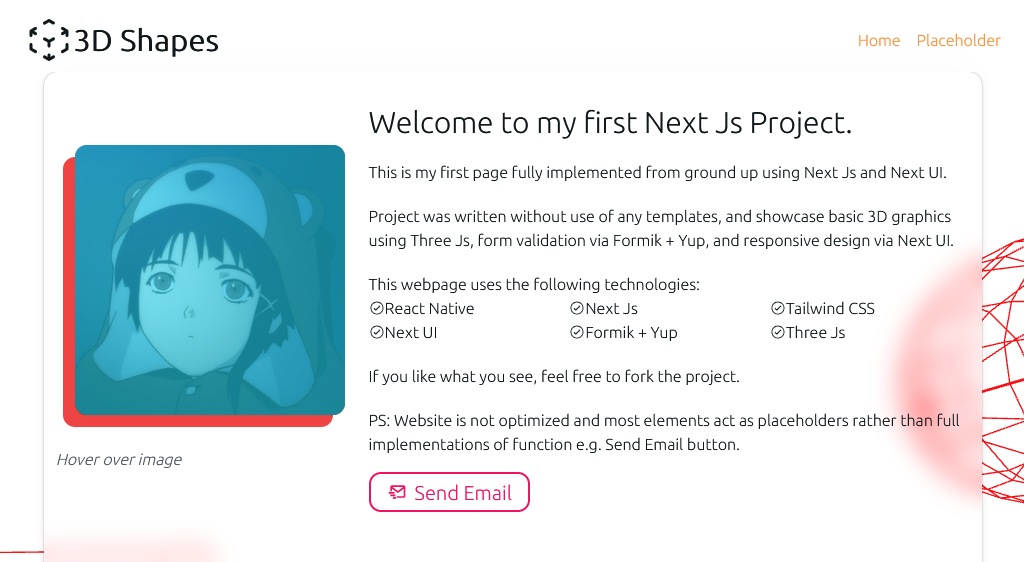 3D Shapes
Home Placeholder
Welcome to my first Next Js Project.
This is my first page fully implemented from ground up using Next Js and Next UI.
Project was written without use of any templates, and showcase basic 3D graphics
using Three Js, form validation via Formik + Yup, and responsive design via Next UI.
This webpage uses the following technologies:
React Native Next Js Tailwind CSS
Next UI Formik + Yup Three Js
If you like what you see, feel free to fork the project.
PS: Website is not optimized and most elements act as placeholders rather than full
implementations of function e.g. Send Email button.
Hover over image
Send Email